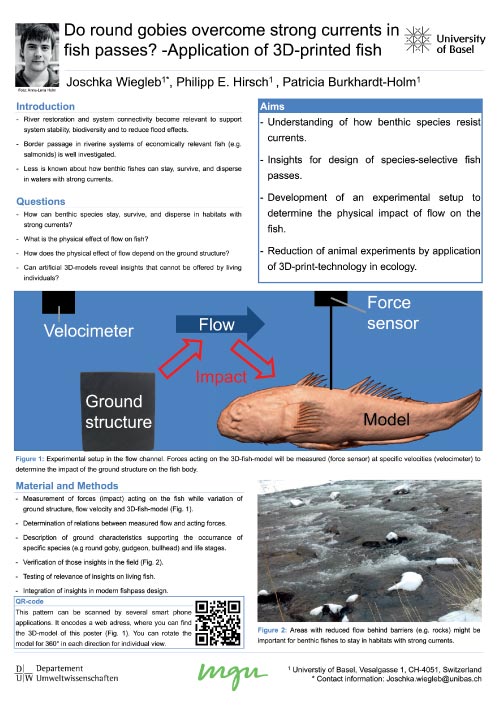 Do round gobies overcome strong currents in
fish passes? -Application of 3D-printed fish
University
of Basel
Foto: Anna-Lena Holm
Joschka Wiegleb¹*, Philipp E. Hirsch¹ , Patricia Burkhardt-Holm¹
Introduction
- River restoration and system connectivity become relevant to support
system stability, biodiversity and to reduce flood effects.
- Border passage in riverine systems of economically relevant fish (e.g.
salmonids) is well investigated.
- Less is known about how benthic fishes can stay, survive, and disperse
in waters with strong currents.
Questions
- How can benthic species stay, survive, and disperse in habitats with
strong currents?
- What is the physical effect of flow on fish?
- How does the physical effect of flow depend on the ground structure?
- Can artificial 3D-models reveal insights that cannot be offered by living
individuals?
Aims
- Understanding of how benthic species resist
currents.
- Insights for design of species-selective fish
passes.
- Development of an experimental setup to
determine the physical impact of flow on the
fish.
- Reduction of animal experiments by application
of 3D-print-technology in ecology.
Velocimeter
Flow
Force
sensor
Impact
Ground
structure
Model
Figure 1: Experimental setup in the flow channel. Forces acting on the 3D-fish-model will be measured (force sensor) at specific velocities (velocimeter) to
determine the impact of the ground structure on the fish body.
Material and Methods
- Measurement of forces (impact) acting on the fish while variation of
ground structure, flow velocity and 3D-fish-model (Fig. 1).
- Determination of relations between measured flow and acting forces.
- Description of ground characteristics supporting the occurrance of
specific species (e.g round goby, gudgeon, bullhead) and life stages.
- Verification of those insights in the field (Fig. 2).
- Testing of relevance of insights on living fish.
- Integration of insights in modern fishpass design.
QR-code
This pattern can be scanned by several smart phone
applications. It encodes a web adress, where you can find
the 3D-model of this poster (Fig. 1). You can rotate the
model for 360° in each direction for individual view.
Figure 2: Areas with reduced flow behind barriers (e.g. rocks) might be
important for benthic fishes to stay in habitats with strong currents.
D Departement
U W Umweltwissenschaften
mgu
¹ Universtiy of Basel, Vesalgasse 1, CH-4051, Switzerland
* Contact information: Joschka.wiegleb@unibas.ch